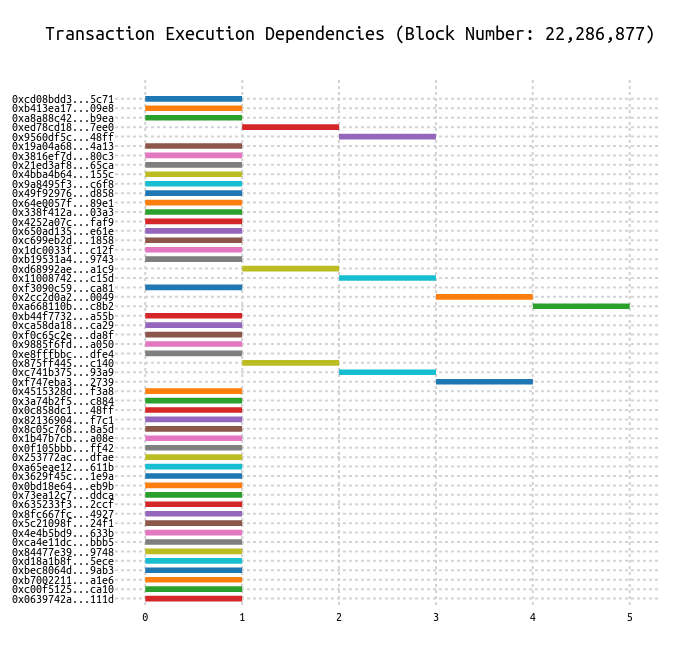 Transaction Execution Dependencies (Block Number: 22,286,877)
0xcd08bdd3...5c71
0xb413ea17...09e8
0xa8a88c42...b9ea
0xed78cd18...7ee0
0x9560df5c...48ff
0x19a04a68...4a13
0x3816ef7d...80c3
0x21ed3af8...65ca
0x4bba4b64...155c
0x9a8495f3...c6f8
0x49f92976...d858
0x64e0057f...89e1
0x338f412a...03a3
0x4252a07c...faf9
0x650ad135...e61e
0xc699eb2d...1858
0x1dc0033f...c12f
0xb19531a4...9743
0xd68992ae...a1c9
0x11008742...c15d
0xf3090c59...ca81
0x2cc2d0a2...0049
0xa668110b...c8b2
0xb44f7732...a55b
0xca58da18...ca29
0xf0c65c2e...da8f
0x9885f6fd...a050
0xe8fffbbc...dfe4
0x875ff445...c140
0xc741b375...93a9
0xf747eba3...2739
0x4515328d...f3a8
0x3a74b2f5...c884
0x0c858dc1...48ff
0x82136904...f7c1
0x8c05c768...8a5d
0x1b47b7cb...a08e
0x0f105bbb...ff42
0x253772ac...dfae
0xa65eae12...611b
0x3629f45c...1e9a
0x0bd18e64...eb9b
0x73ea12c7...ddca
0x635233f3...2ccf
0x8fc667fc...4927
0x5c21098f...24f1
0x4e4b5bd9...633b
0xca4e11dc...bbb5
0x84477e39...9748
0xd18a1b8f...5ece
0xbec8064d...9ab3
0xb7002211...a1e6
0xc00f5125...ca10
0x0639742a...111d
0 1 2 3 4 5